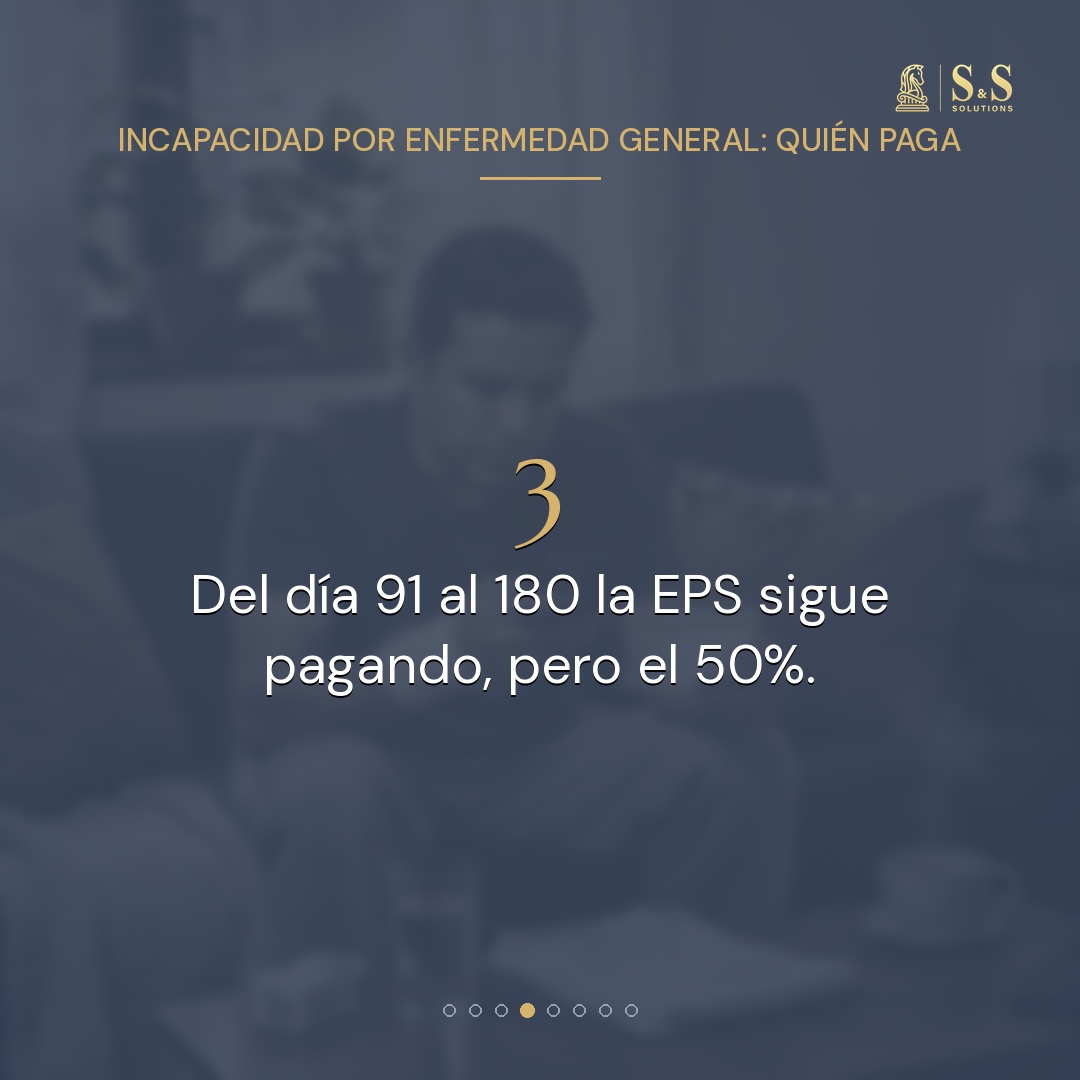 S&S
SOLUTIONS
INCAPACIDAD POR ENFERMEDAD GENERAL: QUIÉN PAGA
3
Del día 91 al 180 la EPS sigue
pagando, pero el 50%.